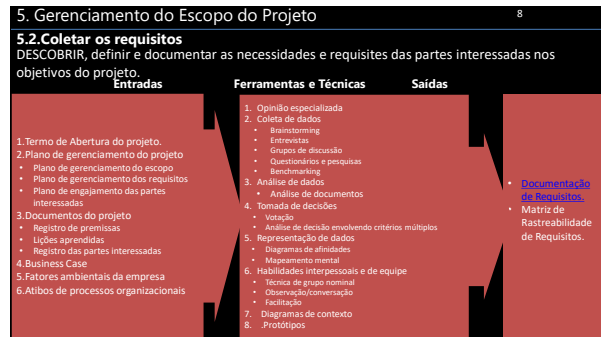 5. Gerenciamento do Escopo do Projeto
8
5.2.Coletar os requisitos
DESCOBRIR, definir e documentar as necessidades e requisites das partes interessadas nos
objetivos do projeto.
Entradas
Ferramentas e Técnicas
Saídas
1.Termo de Abertura do projeto.
2.Plano de gerenciamento do projeto
• Plano de gerenciamento do escopo
• Plano de gerenciamento dos requisitos
• Plano de engajamento das partes
interessadas
3.Documentos do projeto
• Registro de premissas
• Lições aprendidas
• Registro das partes interessadas
4.Business Case
5.Fatores ambientais da empresa
6.Atibos de processos organizacionais
1. Opinião especializada
2. Coleta de dados
• Brainstorming
• Entrevistas
• Grupos de discussão
• Questionários e pesquisas
• Benchmarking
3. Análise de dados
• Análise de documentos
4. Tomada de decisões
• Votação
• Análise de decisão envolvendo critérios múltiplos
5. Representação de dados
• Diagramas de afinidades
• Mapeamento mental
6. Habilidades interpessoais e de equipe
• Técnica de grupo nominal
• Observação/conversação
• Facilitação
7. Diagramas de contexto
8. .Protótipos
• Documentação
de Requisitos.
• Matriz de
Rastreabilidade
de Requisitos.